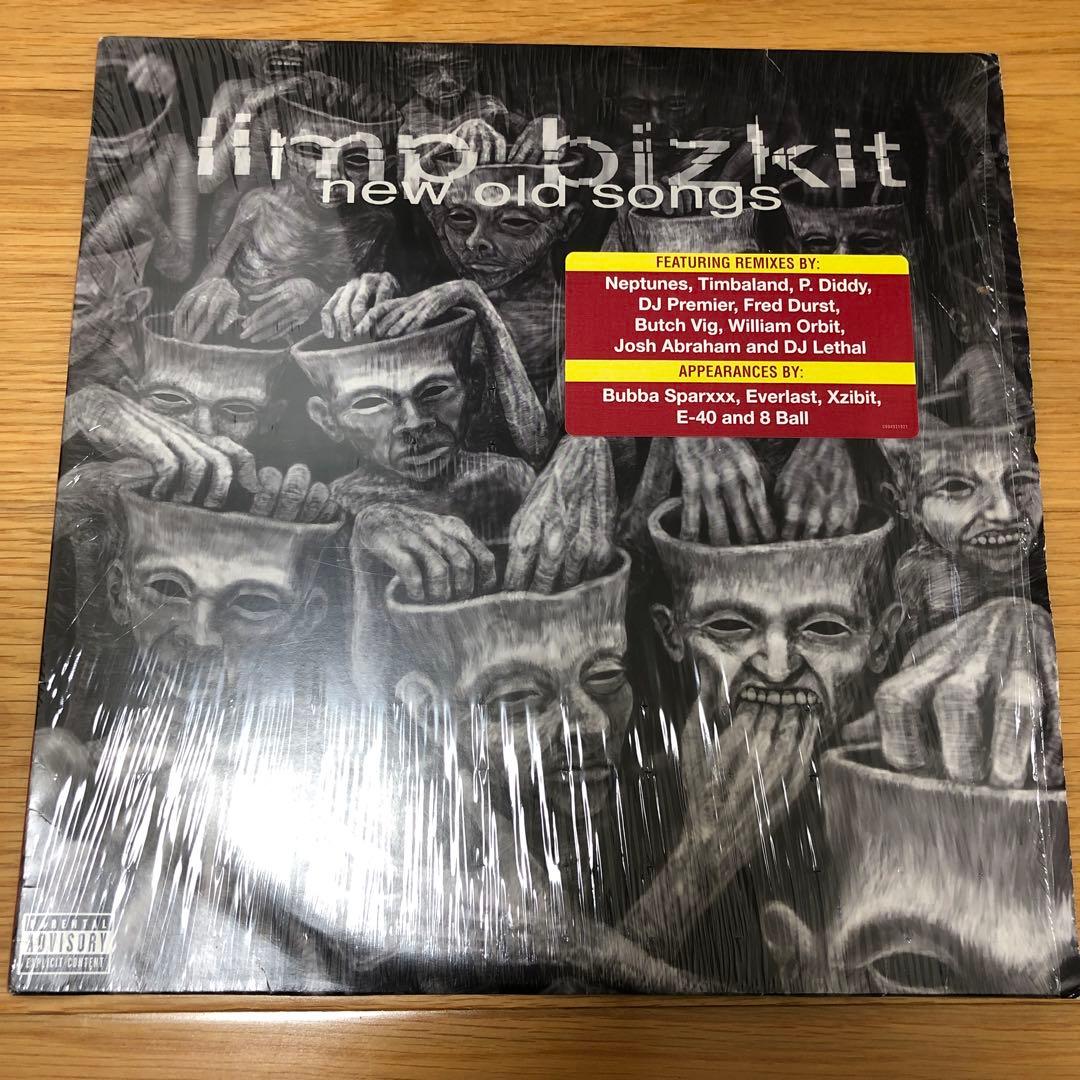 limp bizkit
new old songs
FEATURING REMIXES BY:
Neptunes, Timbaland, P. Diddy,
DJ Premier, Fred Durst,
Butch Vig, William Orbit,
Josh Abraham and DJ Lethal
APPEARANCES BY:
Bubba Sparxxx, Everlast, Xzibit,
E-40 and 8 Ball
PARENTAL
ADVISORY
EXPLICIT CONTENT